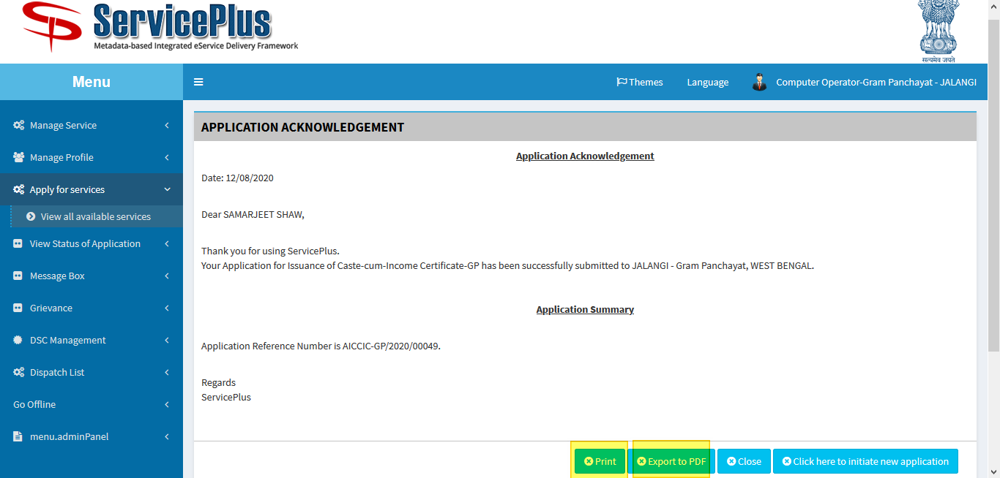 ServicePlus
Metadata-based Integrated eService Delivery Framework
सत्यमेव जयते
Menu
Themes
Language
Computer Operator-Gram Panchayat - JALANGI
Manage Service
Manage Profile
Apply for services
View all available services
View Status of Application
Message Box
Grievance
DSC Management
Dispatch List
Go Offline
menu.adminPanel
APPLICATION ACKNOWLEDGEMENT
Application Acknowledgement
Date: 12/08/2020
Dear SAMARJEET SHAW,
Thank you for using ServicePlus.
Your Application for Issuance of Caste-cum-Income Certificate-GP has been successfully submitted to JALANGI - Gram Panchayat, WEST BENGAL.
Application Summary
Application Reference Number is AICCIC-GP/2020/00049.
Regards
ServicePlus
Print
Export to PDF
Close
Click here to initiate new application